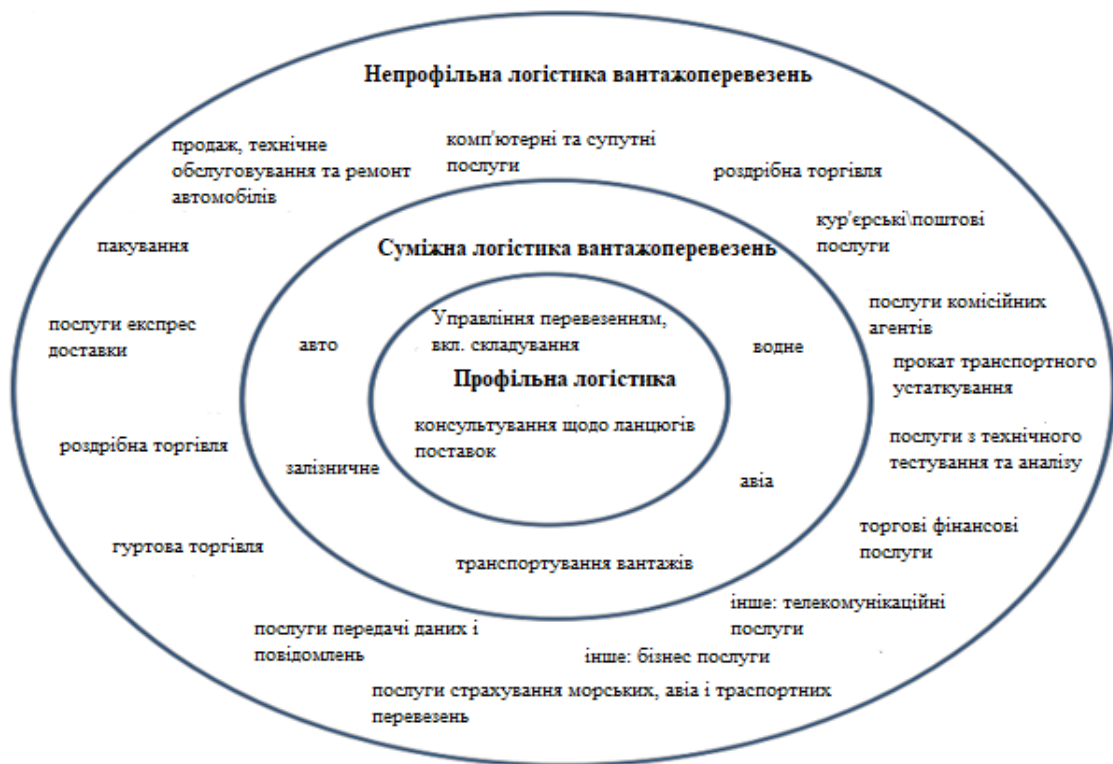 Непрофільна логістика вантажоперевезень
продаж, технічне
обслуговування та ремонт
автомобілів
комп'ютерні та супутні
послуги
роздрібна торгівля
кур'єрські\поштові
послуги
пакування
Суміжна логістика вантажоперевезень
послуги комісійних
агентів
послуги експрес
доставки
авто
Управління перевезенням,
вкл. складування
водне
прокат транспортного
устаткування
Профільна логістика
консультування щодо ланцюгів
поставок
роздрібна торгівля
залізничне
авіа
послуги з технічного
тестування та аналізу
гуртова торгівля
транспортування вантажів
торгові фінансові
послуги
інше: телекомунікаційні
послуги
послуги передачі даних і
повідомлень
інше: бізнес послуги
послуги страхування морських, авіа і траспортних
перевезень